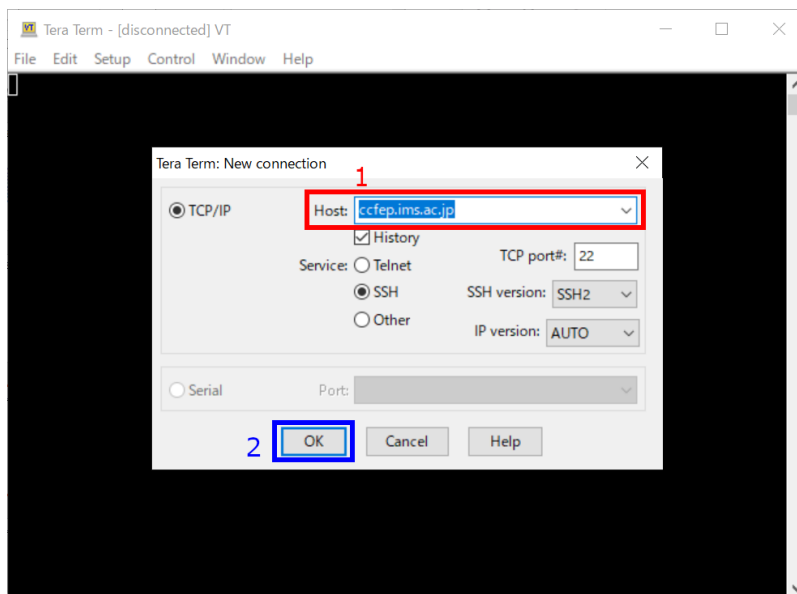 Tera Term - [disconnected] VT
File Edit Setup Control Window Help
Tera Term: New connection
1
TCP/IP Host: ccfep.ims.ac.jp
History
Service: Telnet TCP port#: 22
SSH SSH version: SSH2
Other IP version: AUTO
Serial Port:
2 OK Cancel Help